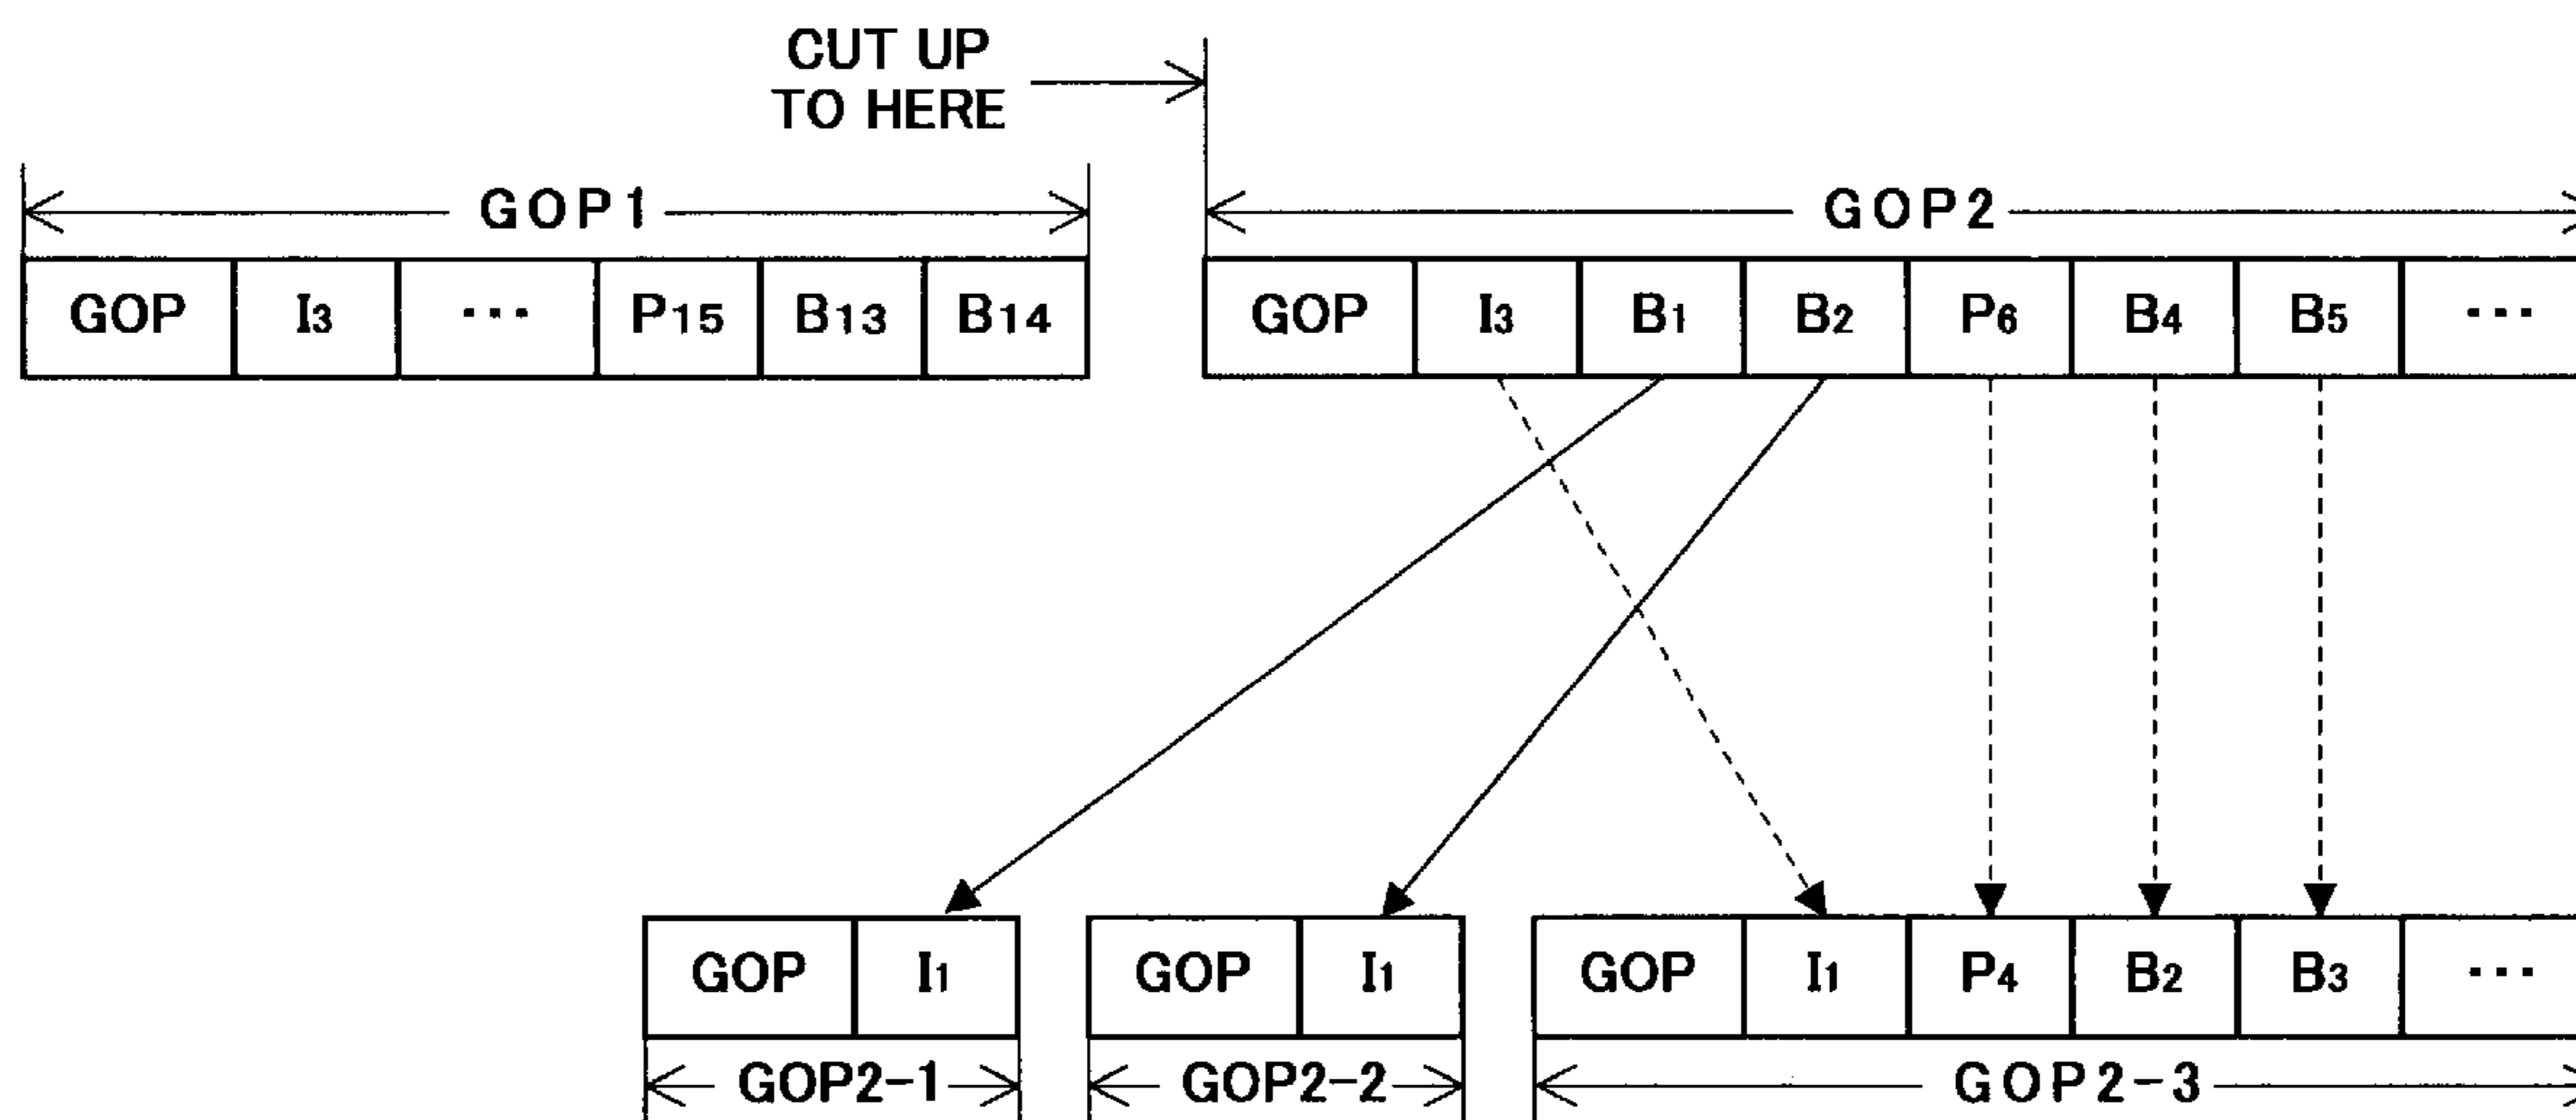 CUT UP
TO HERE
GOP1
GOP2
GOP I3 ... P15 B13 B14
GOP I3 B1 B2 P6 B4 B5 ...
GOP I1
GOP I1
GOP I1 P4 B2 B3 ...
GOP2-1
GOP2-2
GOP2-3